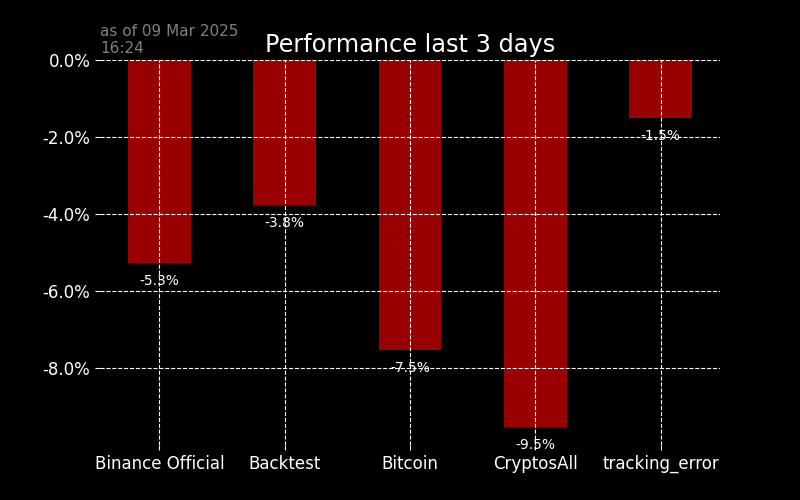 as of 09 Mar 2025
16:24
Performance last 3 days
0.0%
-2.0%
-4.0%
-6.0%
-8.0%
-5.3%
-3.8%
-7.5%
-9.5%
-1.5%
Binance Official
Backtest
Bitcoin
CryptosAll
tracking_error